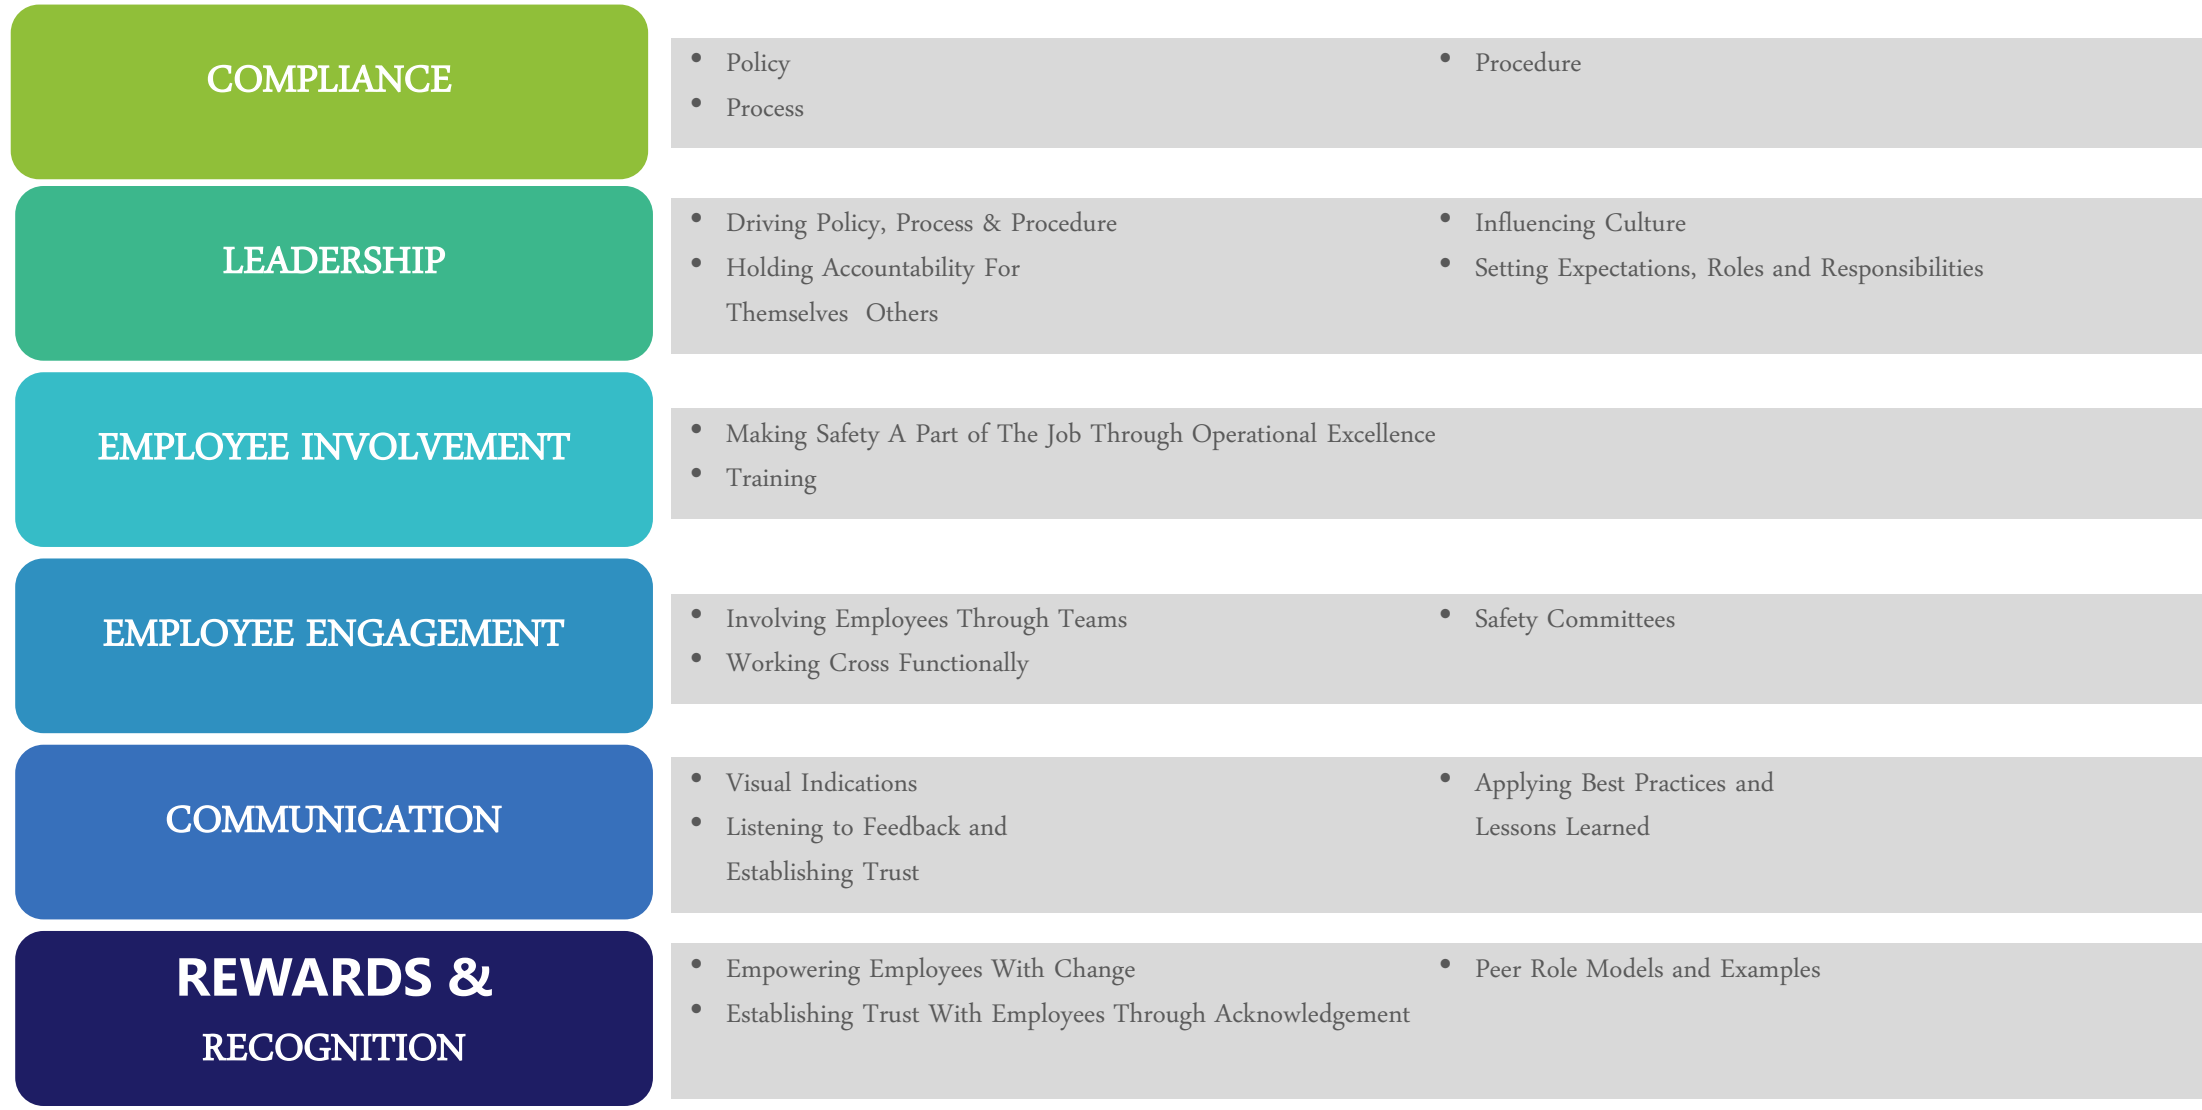 COMPLIANCE
• Policy
• Process
• Procedure
LEADERSHIP
• Driving Policy, Process & Procedure
• Holding Accountability For
Themselves Others
• Influencing Culture
• Setting Expectations, Roles and Responsibilities
EMPLOYEE INVOLVEMENT
• Making Safety A Part of The Job Through Operational Excellence
• Training
EMPLOYEE ENGAGEMENT
• Involving Employees Through Teams
• Working Cross Functionally
• Safety Committees
COMMUNICATION
• Visual Indications
• Listening to Feedback and
Establishing Trust
• Applying Best Practices and
Lessons Learned
REWARDS &
RECOGNITION
• Empowering Employees With Change
• Establishing Trust With Employees Through Acknowledgement
• Peer Role Models and Examples